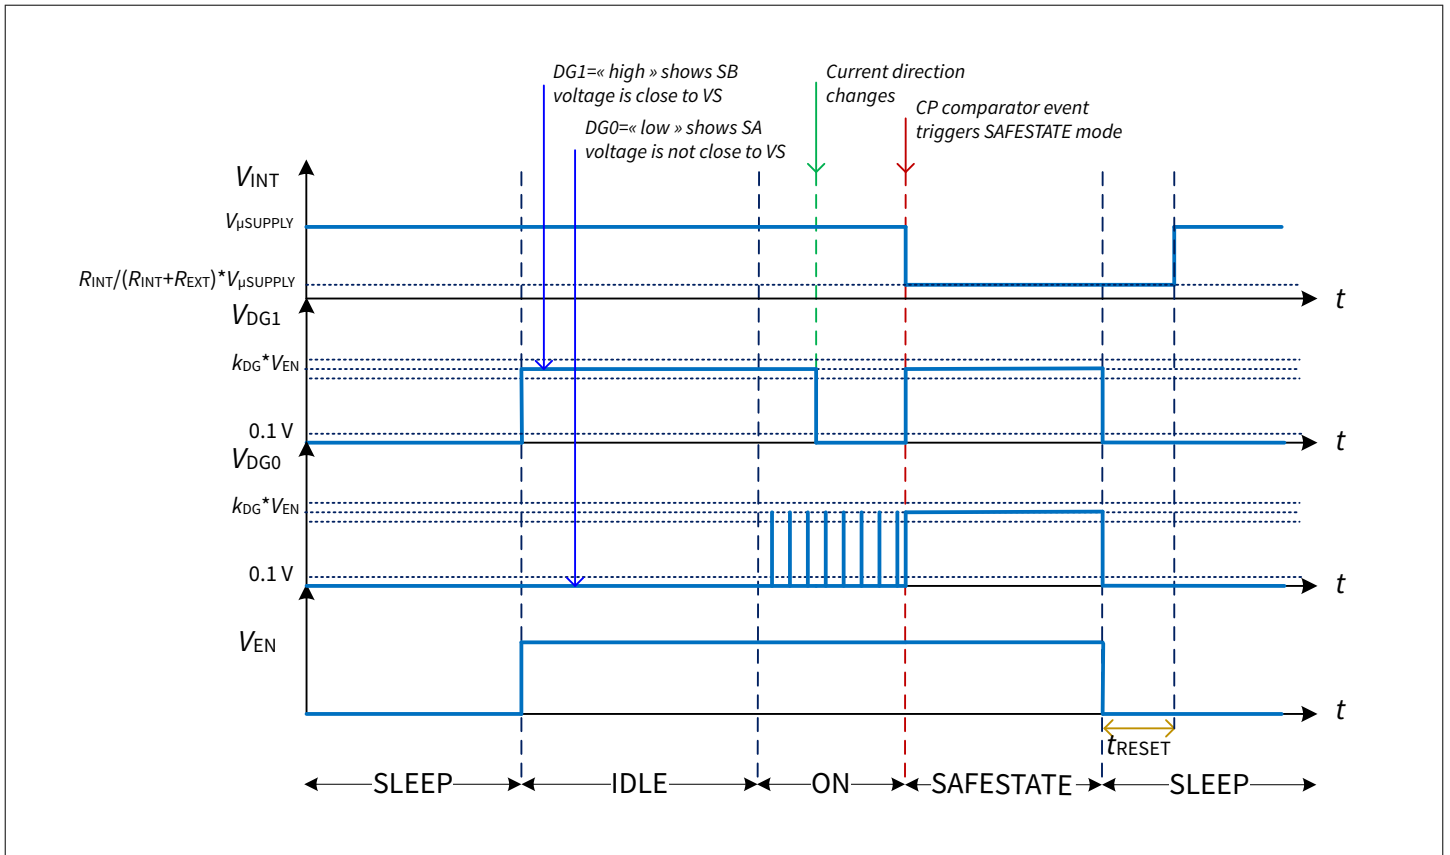 DG1=« high » shows SB
voltage is close to VS
DG0=« low » shows SA
voltage is not close to VS
Current direction
changes
CP comparator event
triggers SAFESTATE mode
VINT
VµSUPPLY
RINT/(RINT+REXT)*VµSUPPLY
t
VDG1
kDG*VEN
0.1 V
t
VDG0
kDG*VEN
0.1 V
t
VEN
t
tRESET
SLEEP
IDLE
ON
SAFESTATE
SLEEP